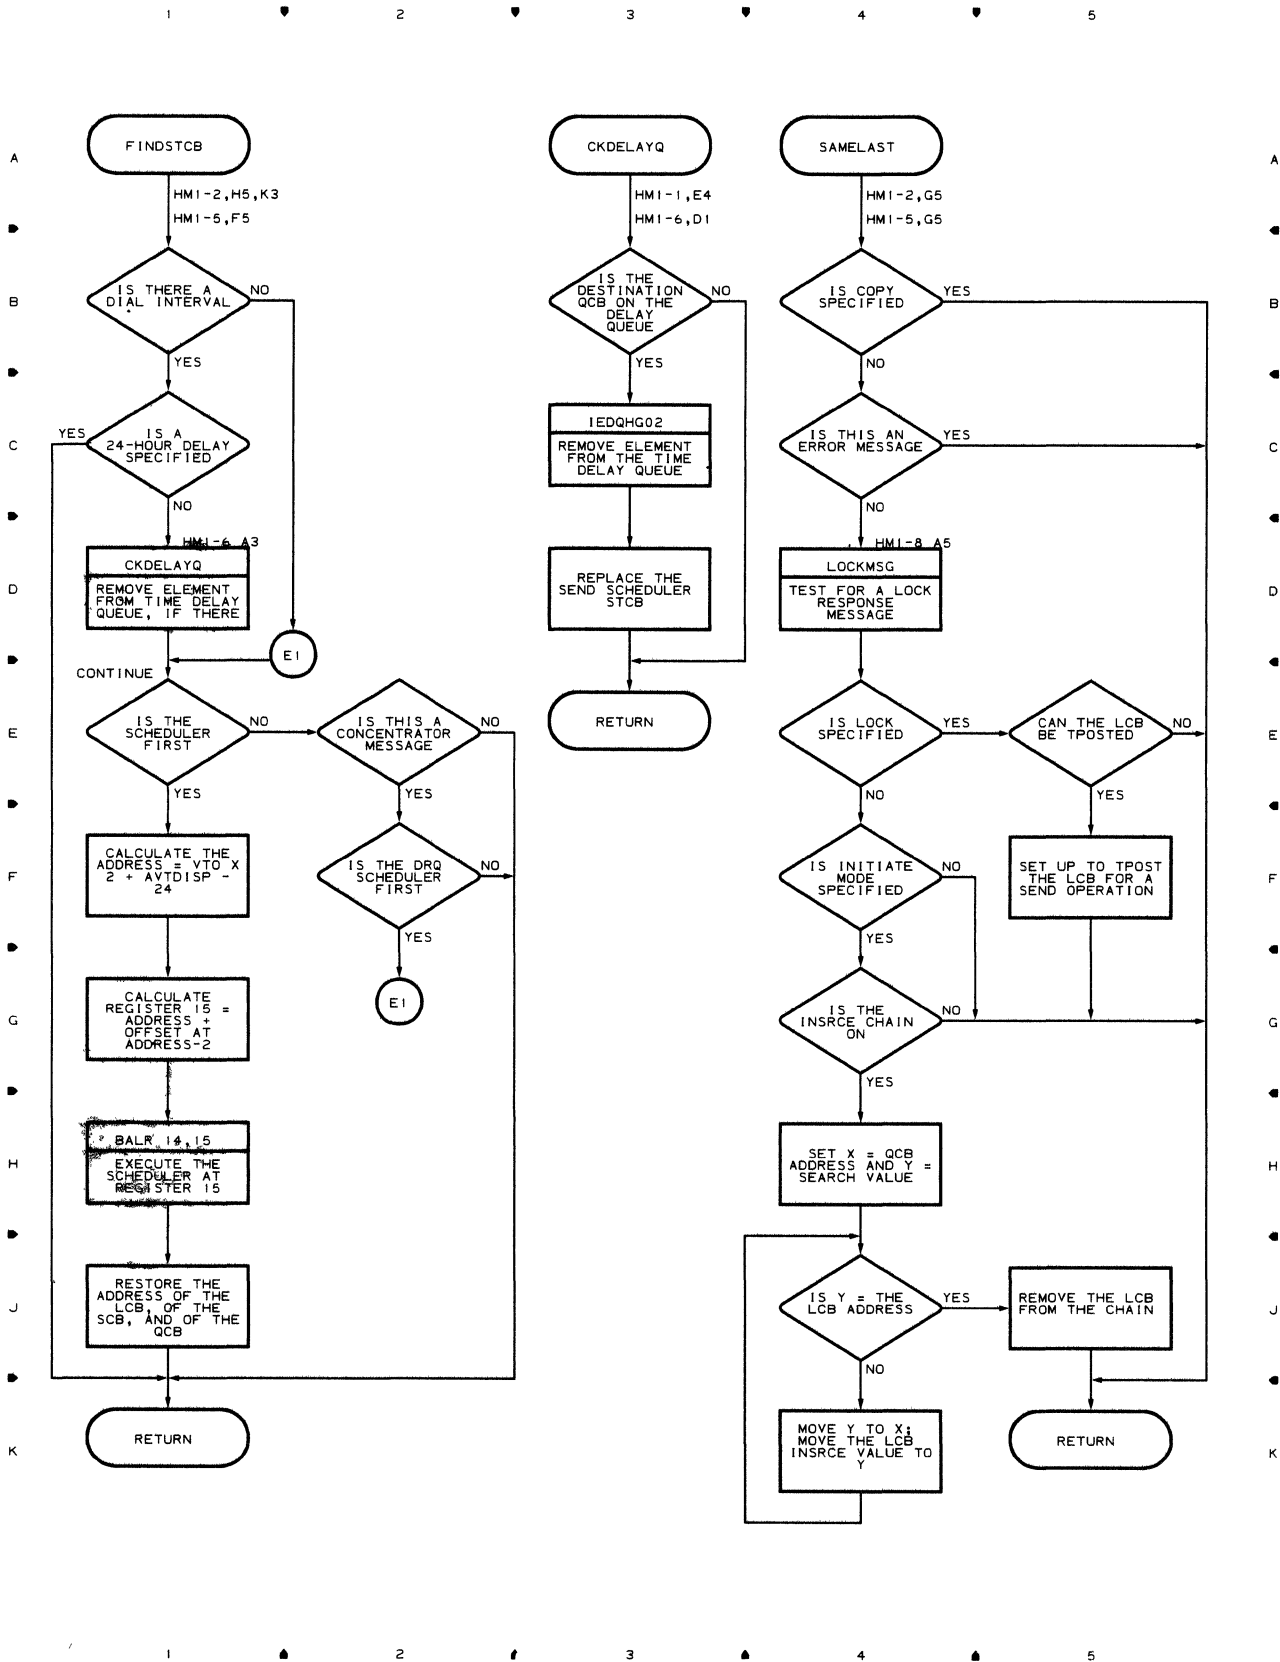 1 2 3 4 5
A
FINDSTCB
HM1-2,H5,K3
HM1-5,F5
B
IS THERE A
DIAL INTERVAL
NO
YES
C
YES
IS A
24-HOUR DELAY
SPECIFIED
NO
HM1-6 A3
D
CKDELAYQ
REMOVE ELEMENT
FROM TIME DELAY
QUEUE, IF THERE
E1
CONTINUE
E
IS THE
SCHEDULER
FIRST
NO
YES
IS THIS A
CONCENTRATOR
MESSAGE
NO
YES
F
CALCULATE THE
ADDRESS = VTO X
2 + AVTDISP -
24
IS THE DRQ
SCHEDULER
FIRST
NO
YES
E1
G
CALCULATE
REGISTER 15 =
ADDRESS +
OFFSET AT
ADDRESS-2
H
BALR 14,15
EXECUTE THE
SCHEDULER AT
REGISTER 15
J
RESTORE THE
ADDRESS OF THE
LCB, OF THE
SCB, AND OF THE
QCB
K
RETURN
CKDELAYQ
HM1-1,E4
HM1-6,D1
IS THE
DESTINATION
QCB ON THE
DELAY
QUEUE
NO
YES
IEDQHG02
REMOVE ELEMENT
FROM THE TIME
DELAY QUEUE
REPLACE THE
SEND SCHEDULER
STCB
RETURN
SAMELAST
HM1-2,G5
HM1-5,G5
IS COPY
SPECIFIED
YES
NO
IS THIS AN
ERROR MESSAGE
YES
NO
HM1-8 A5
LOCKMSG
TEST FOR A LOCK
RESPONSE
MESSAGE
IS LOCK
SPECIFIED
YES
NO
CAN THE LCB
BE TPOSTED
NO
YES
IS INITIATE
MODE
SPECIFIED
NO
YES
SET UP TO TPOST
THE LCB FOR A
SEND OPERATION
IS THE
INSRCE CHAIN
ON
NO
YES
SET X = QCB
ADDRESS AND Y =
SEARCH VALUE
IS Y = THE
LCB ADDRESS
YES
NO
REMOVE THE LCB
FROM THE CHAIN
MOVE Y TO X;
MOVE THE LCB
INSRCE VALUE TO
Y
RETURN
A
B
C
D
E
F
G
H
J
K
1 2 3 4 5